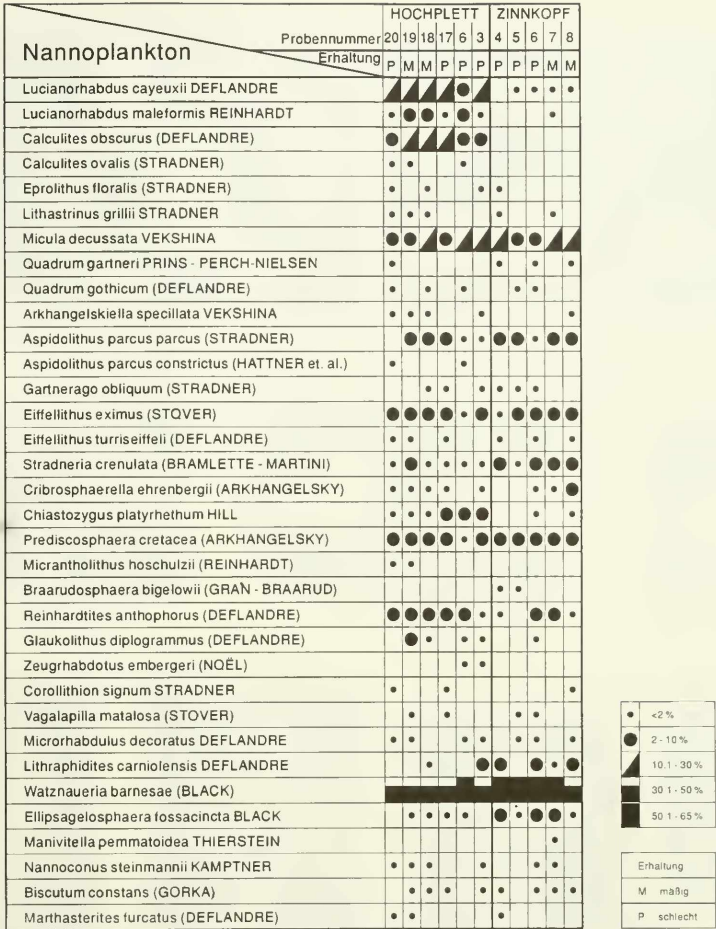 HOCHPLETT ZINNKOPF
Probennummer 20 19 18 17 6 3 4 5 6 7 8
Nannoplankton
Erhaltung P M M P P P P P P M M
Lucianorhabdus cayeuxii DEFLANDRE
Lucianorhabdus maleformis REINHARDT
Calculites obscurus (DEFLANDRE)
Calculites ovalis (STRADNER)
Eprolithus floralis (STRADNER)
Lithastrinus grillii STRADNER
Micula decussata VEKSHINA
Quadrum gartneri PRINS - PERCH-NIELSEN
Quadrum gothicum (DEFLANDRE)
Arkhangelskiella specillata VEKSHINA
Aspidolithus parcus parcus (STRADNER)
Aspidolithus parcus constrictus (HATTNER et. al.)
Gartnerago obliquum (STRADNER)
Eiffellithus eximus (STOVER)
Eiffellithus turriseiffeli (DEFLANDRE)
Stradneria crenulata (BRAMLETTE - MARTINI)
Cribrosphaerella ehrenbergii (ARKHANGELSKY)
Chiastozygus platyrhethum HILL
Prediscosphaera cretacea (ARKHANGELSKY)
Micrantholithus hoschulzii (REINHARDT)
Braarudosphaera bigelowii (GRAN - BRAARUD)
Reinhardtites anthophorus (DEFLANDRE)
Glaukolithus diplogrammus (DEFLANDRE)
Zeugrhabdotus embergeri (NOËL)
Corollithion signum STRADNER
Vagalapilla matalosa (STOVER)
Microrhabdulus decoratus DEFLANDRE
Lithraphidites carniolensis DEFLANDRE
Watznaueria barnesae (BLACK)
Ellipsagelosphaera fossacincta BLACK
Manivitella pemmatoidea THIERSTEIN
Nannoconus steinmannii KAMPTNER
Biscutum constans (GORKA)
Marthasterites furcatus (DEFLANDRE)
<2%
2 - 10%
10.1 - 30%
30.1 - 50%
50.1 - 65%
Erhaltung
M mäßig
P schlecht